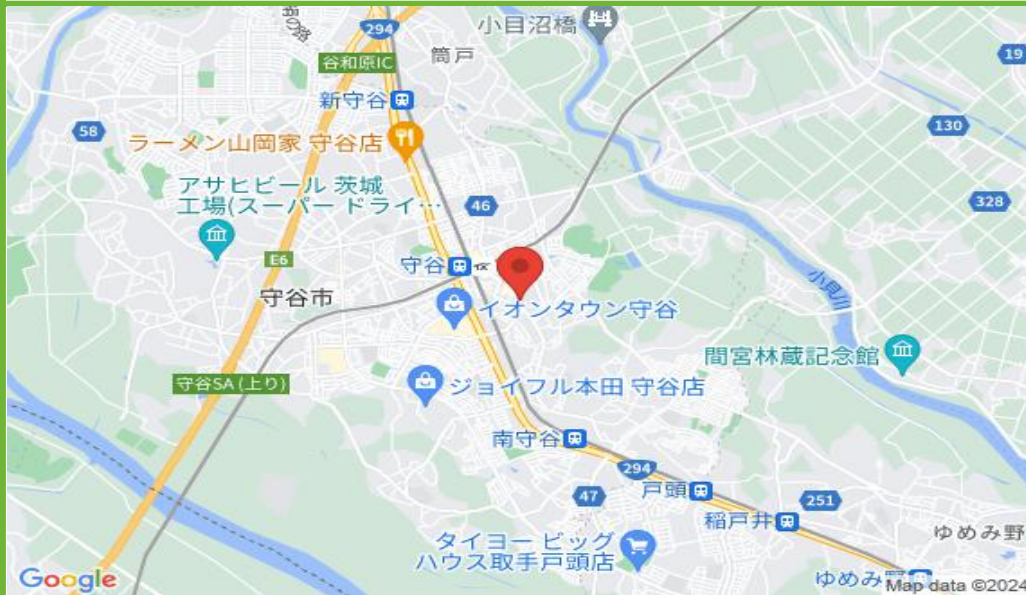 294
小目沼橋
筒戸
谷和原IC
19
新守谷
58
130
ラーメン山岡家 守谷店
アサヒビール 茨城
工場(スーパードライ…
46
328
E6
守谷
守谷市
イオンタウン守谷
小貝川
間宮林蔵記念館
守谷SA (上り)
ジョイフル本田 守谷店
南守谷
294
47
戸頭
251
稲戸井
ゆめみ野
タイヨー ビッグ
ハウス取手戸頭店
Google
ゆめみ野
Map data ©2024